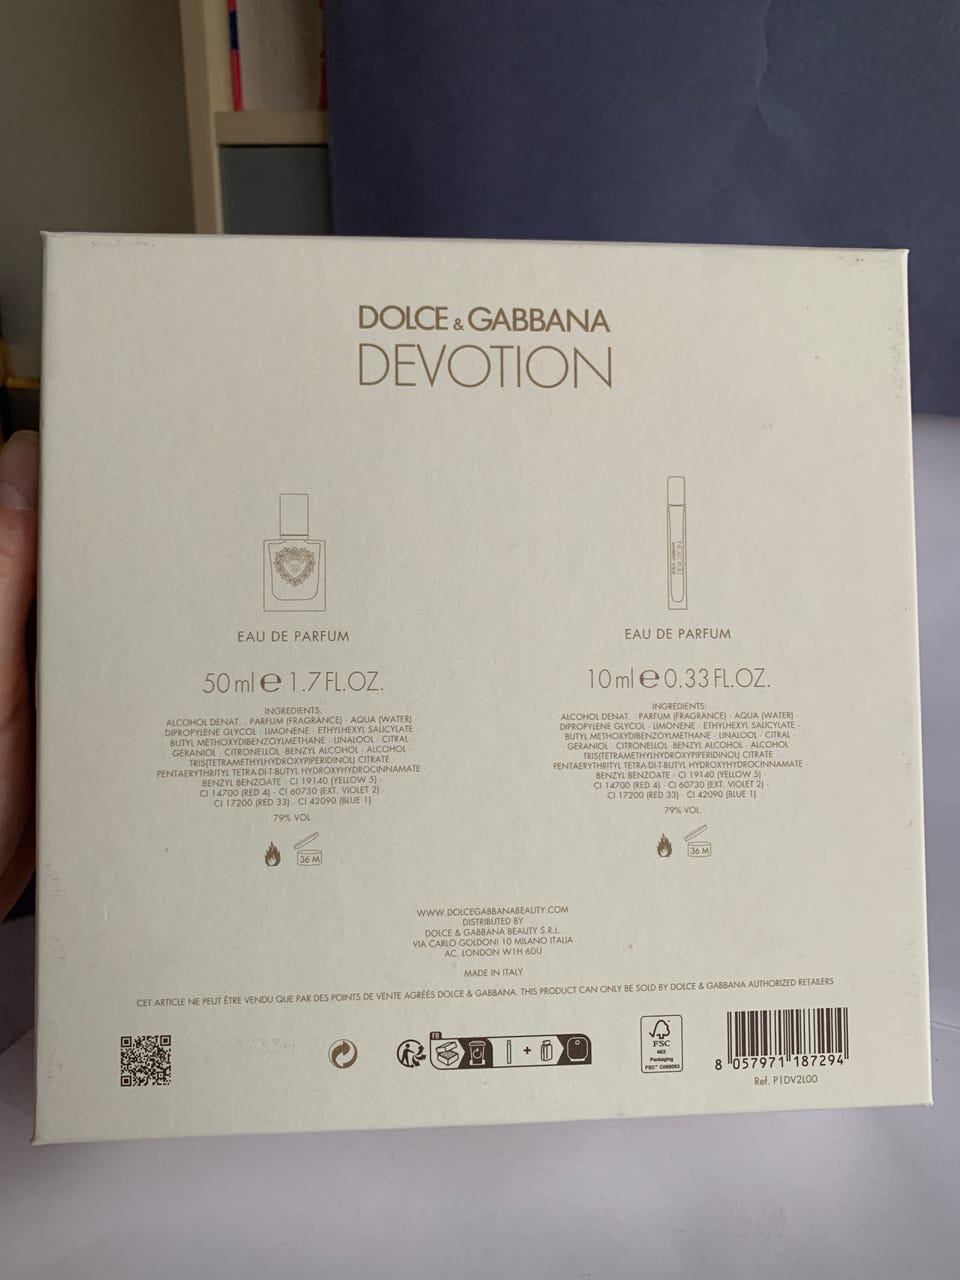 DOLCE & GABBANA
DEVOTION
EAU DE PARFUM
50 ml ℮ 1.7 FL.OZ.
INGREDIENTS:
ALCOHOL DENAT. · PARFUM (FRAGRANCE) · AQUA (WATER) ·
DIPROPYLENE GLYCOL · LIMONENE · ETHYLHEXYL SALICYLATE ·
BUTYL METHOXYDIBENZOYLMETHANE · LINALOOL · CITRAL ·
GERANIOL · CITRONELLOL · BENZYL ALCOHOL · ALCOHOL ·
TRIS(TETRAMETHYLHYDROXYPIPERIDINOL) CITRATE ·
PENTAERYTHRITYL TETRA-DI-T-BUTYL HYDROXYHYDROCINNAMATE
BENZYL BENZOATE · CI 19140 (YELLOW 5) ·
CI 14700 (RED 4) · CI 60730 (EXT. VIOLET 2) ·
CI 17200 (RED 33) · CI 42090 (BLUE 1)
79% VOL.
36 M
DOLCE & GABBANA
DEVOTION
EAU DE PARFUM
10 ml ℮ 0.33 FL.OZ.
INGREDIENTS:
ALCOHOL DENAT. · PARFUM (FRAGRANCE) · AQUA (WATER) ·
DIPROPYLENE GLYCOL · LIMONENE · ETHYLHEXYL SALICYLATE ·
BUTYL METHOXYDIBENZOYLMETHANE · LINALOOL · CITRAL ·
GERANIOL · CITRONELLOL · BENZYL ALCOHOL · ALCOHOL ·
TRIS(TETRAMETHYLHYDROXYPIPERIDINOL) CITRATE ·
PENTAERYTHRITYL TETRA-DI-T-BUTYL HYDROXYHYDROCINNAMATE ·
BENZYL BENZOATE · CI 19140 (YELLOW 5) ·
CI 14700 (RED 4) · CI 60730 (EXT. VIOLET 2) ·
CI 17200 (RED 33) · CI 42090 (BLUE 1)
79% VOL.
36 M
WWW.DOLCEGABBANABEAUTY.COM
DISTRIBUTED BY
DOLCE & GABBANA BEAUTY S.R.L.
VIA CARLO GOLDONI 10 MILANO ITALIA
AC. LONDON W1H 6DU
MADE IN ITALY
CET ARTICLE NE PEUT ÊTRE VENDU QUE PAR DES POINTS DE VENTE AGRÉÉS DOLCE & GABBANA. THIS PRODUCT CAN ONLY BE SOLD BY DOLCE & GABBANA AUTHORIZED RETAILERS
FR
+
FSC
MIX
Packaging
8 057971 187294
Ref. P1DV2L00